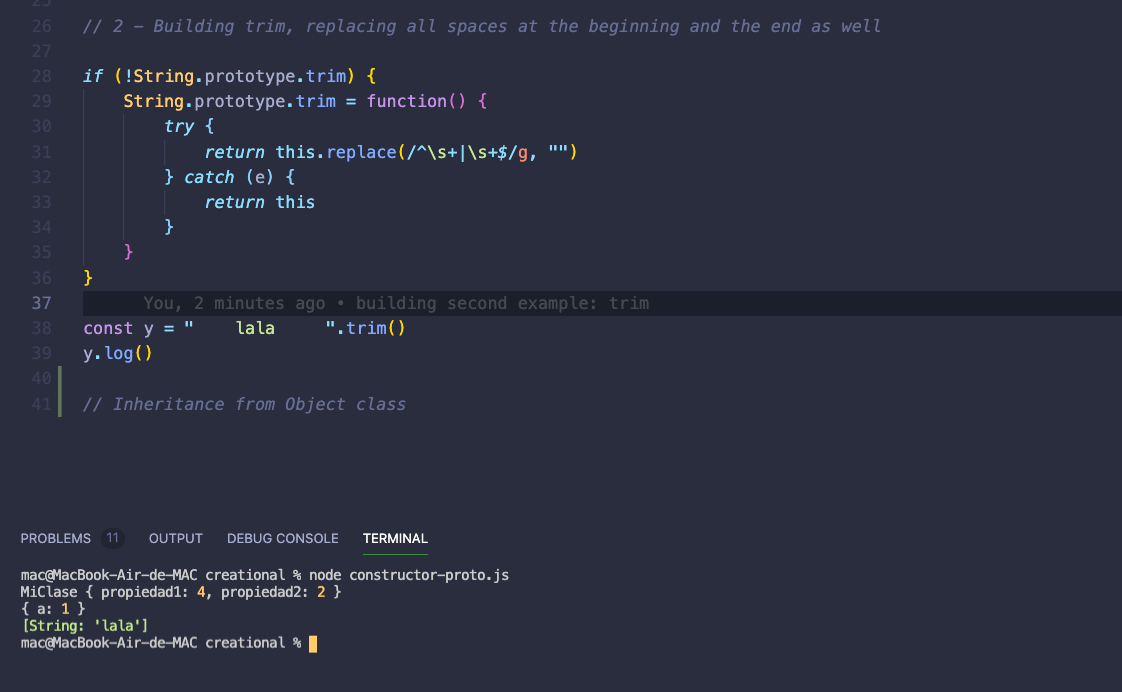 25
26 // 2 – Building trim, replacing all spaces at the beginning and the end as well
27
28 if (!String.prototype.trim) {
29 String.prototype.trim = function() {
30 try {
31 return this.replace(/^\s+|\s+$/g, "")
32 } catch (e) {
33 return this
34 }
35 }
36 }
37 You, 2 minutes ago • building second example: trim
38 const y = "    lala     ".trim()
39 y.log()
40
41 // Inheritance from Object class
PROBLEMS 11 OUTPUT DEBUG CONSOLE TERMINAL
mac@MacBook-Air-de-MAC creational % node constructor-proto.js
MiClase { propiedad1: 4, propiedad2: 2 }
{ a: 1 }
[String: 'lala']
mac@MacBook-Air-de-MAC creational %